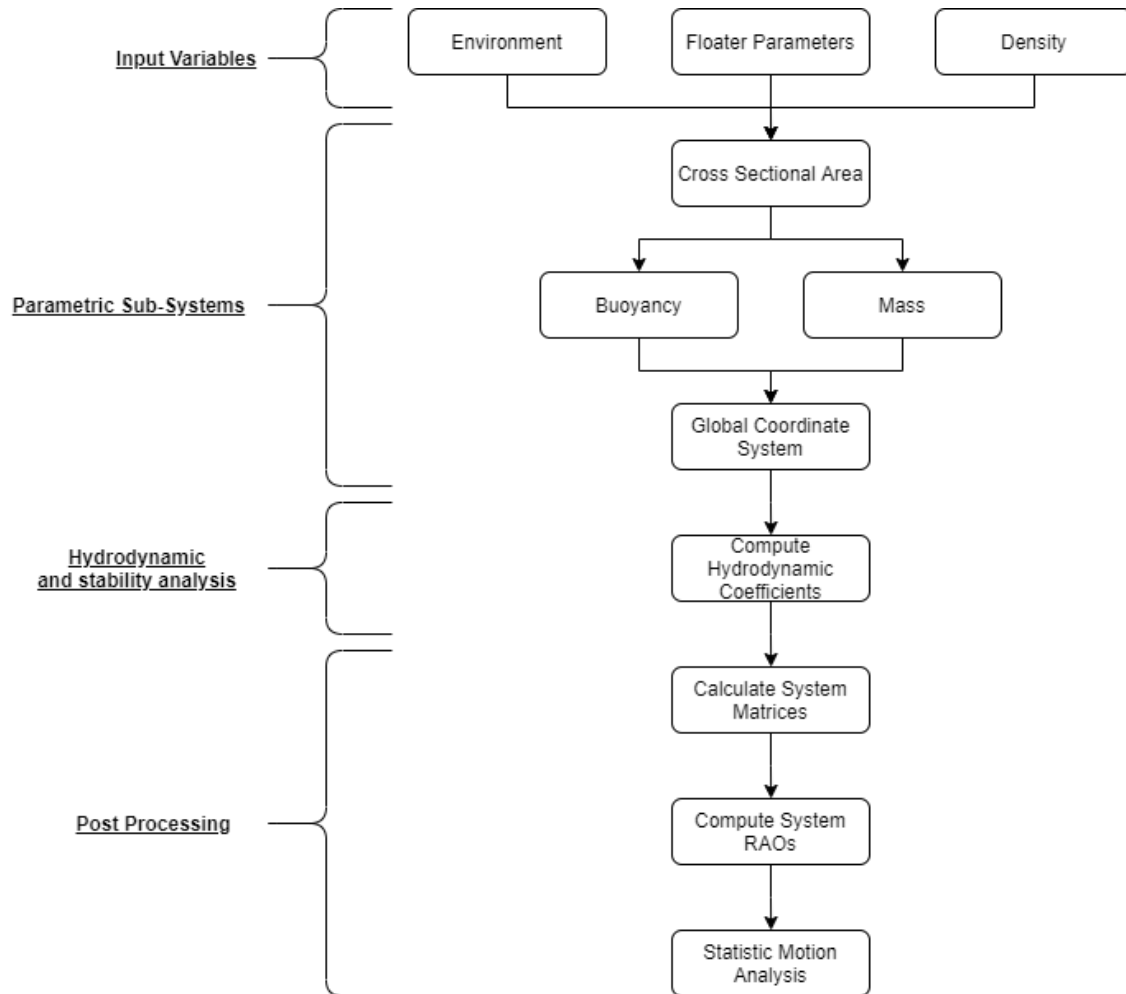 Input Variables
Environment
Floater Parameters
Density
Cross Sectional Area
Parametric Sub-Systems
Buoyancy
Mass
Global Coordinate
System
Hydrodynamic
and stability analysis
Compute
Hydrodynamic
Coefficients
Calculate System
Matrices
Post Processing
Compute System
RAOs
Statistic Motion
Analysis